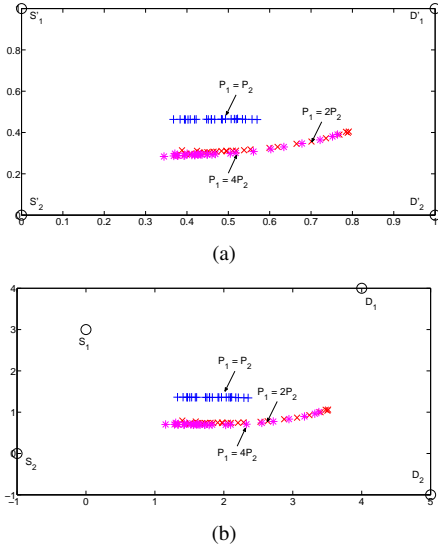 S'₁ D'₁
1
0.8
P₁ = P₂
0.6
0.4
P₁ = 2P₂
0.2
P₁ = 4P₂
S'₂ D'₂
0
0 0.1 0.2 0.3 0.4 0.5 0.6 0.7 0.8 0.9 1
(a)
4
D₁
3
S₁
2
P₁ = P₂
1
P₁ = 2P₂
0
S₂
P₁ = 4P₂
D₂
−1
−1 0 1 2 3 4 5
(b)